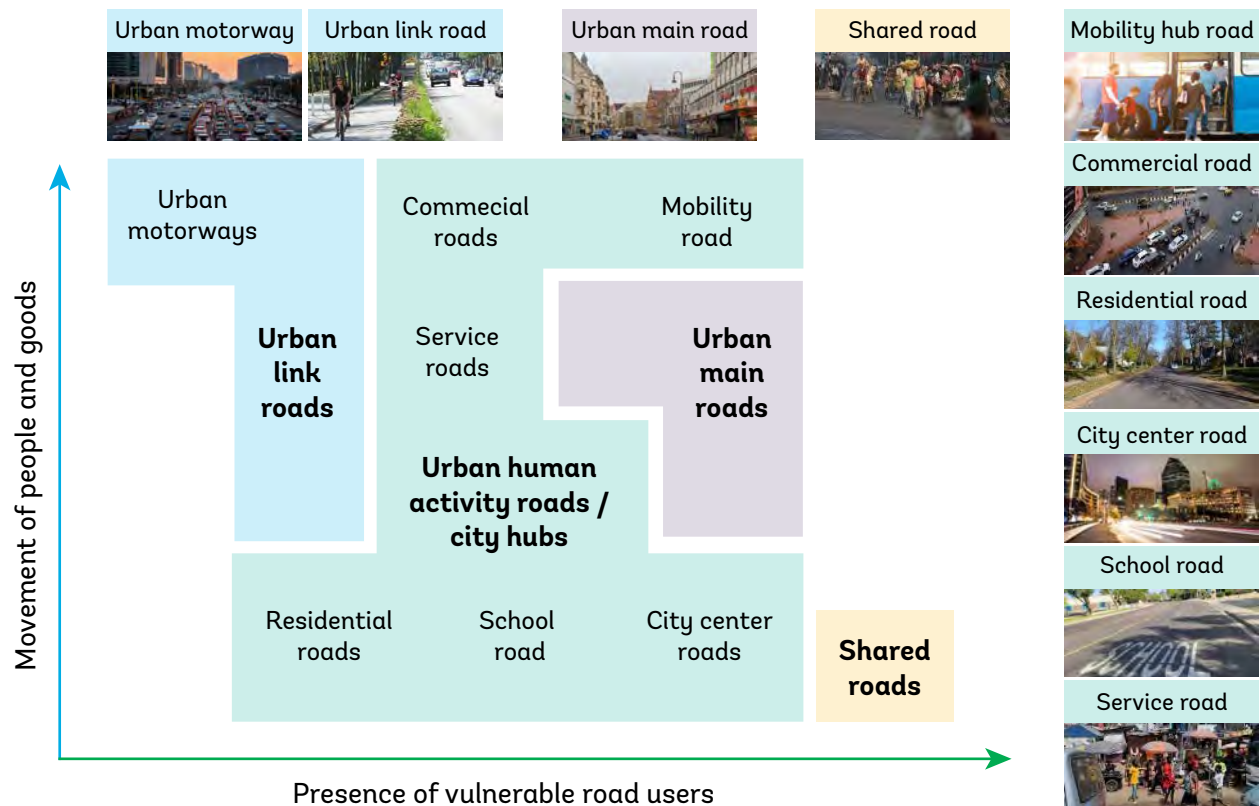 Urban motorway
Urban link road
Urban main road
Shared road
Mobility hub road
Commercial road
Residential road
City center road
School road
SCHOOL
Service road
Movement of people and goods
Urban
motorways
Commecial
roads
Mobility
road
Urban
link
roads
Service
roads
Urban
main
roads
Urban human
activity roads /
city hubs
Residential
roads
School
road
City center
roads
Shared
roads
Presence of vulnerable road users